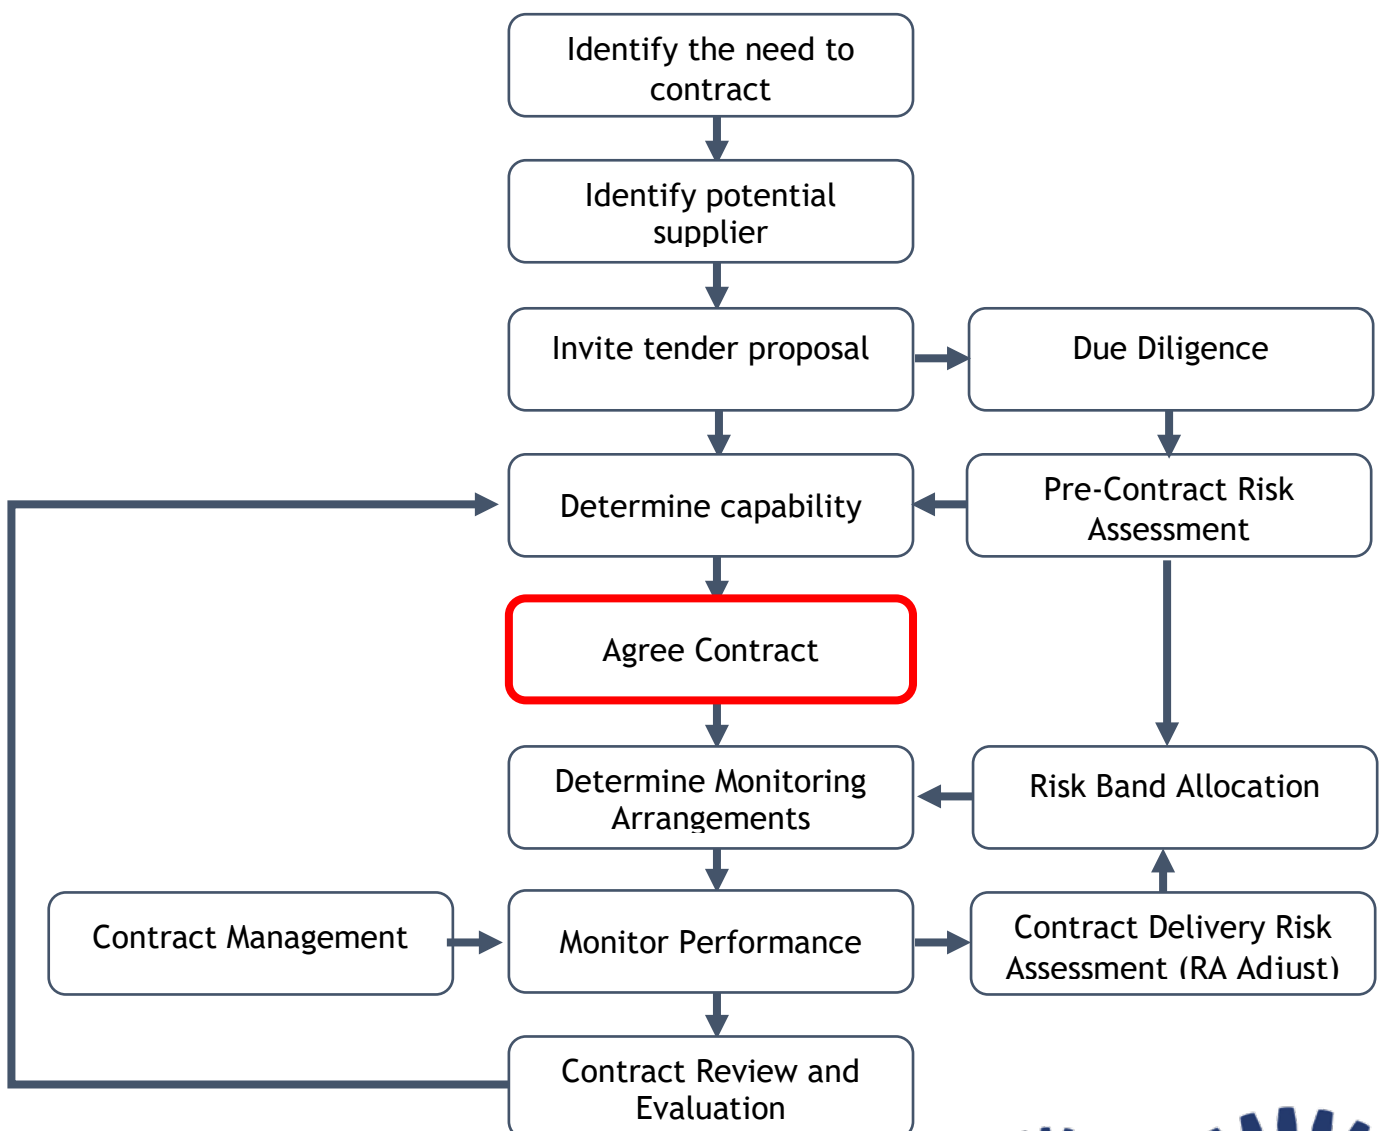 Identify the need to
contract
Identify potential
supplier
Invite tender proposal
Due Diligence
Determine capability
Pre-Contract Risk
Assessment
Agree Contract
Determine Monitoring
Arrangements
Risk Band Allocation
Contract Management
Monitor Performance
Contract Delivery Risk
Assessment (RA Adjust)
Contract Review and
Evaluation